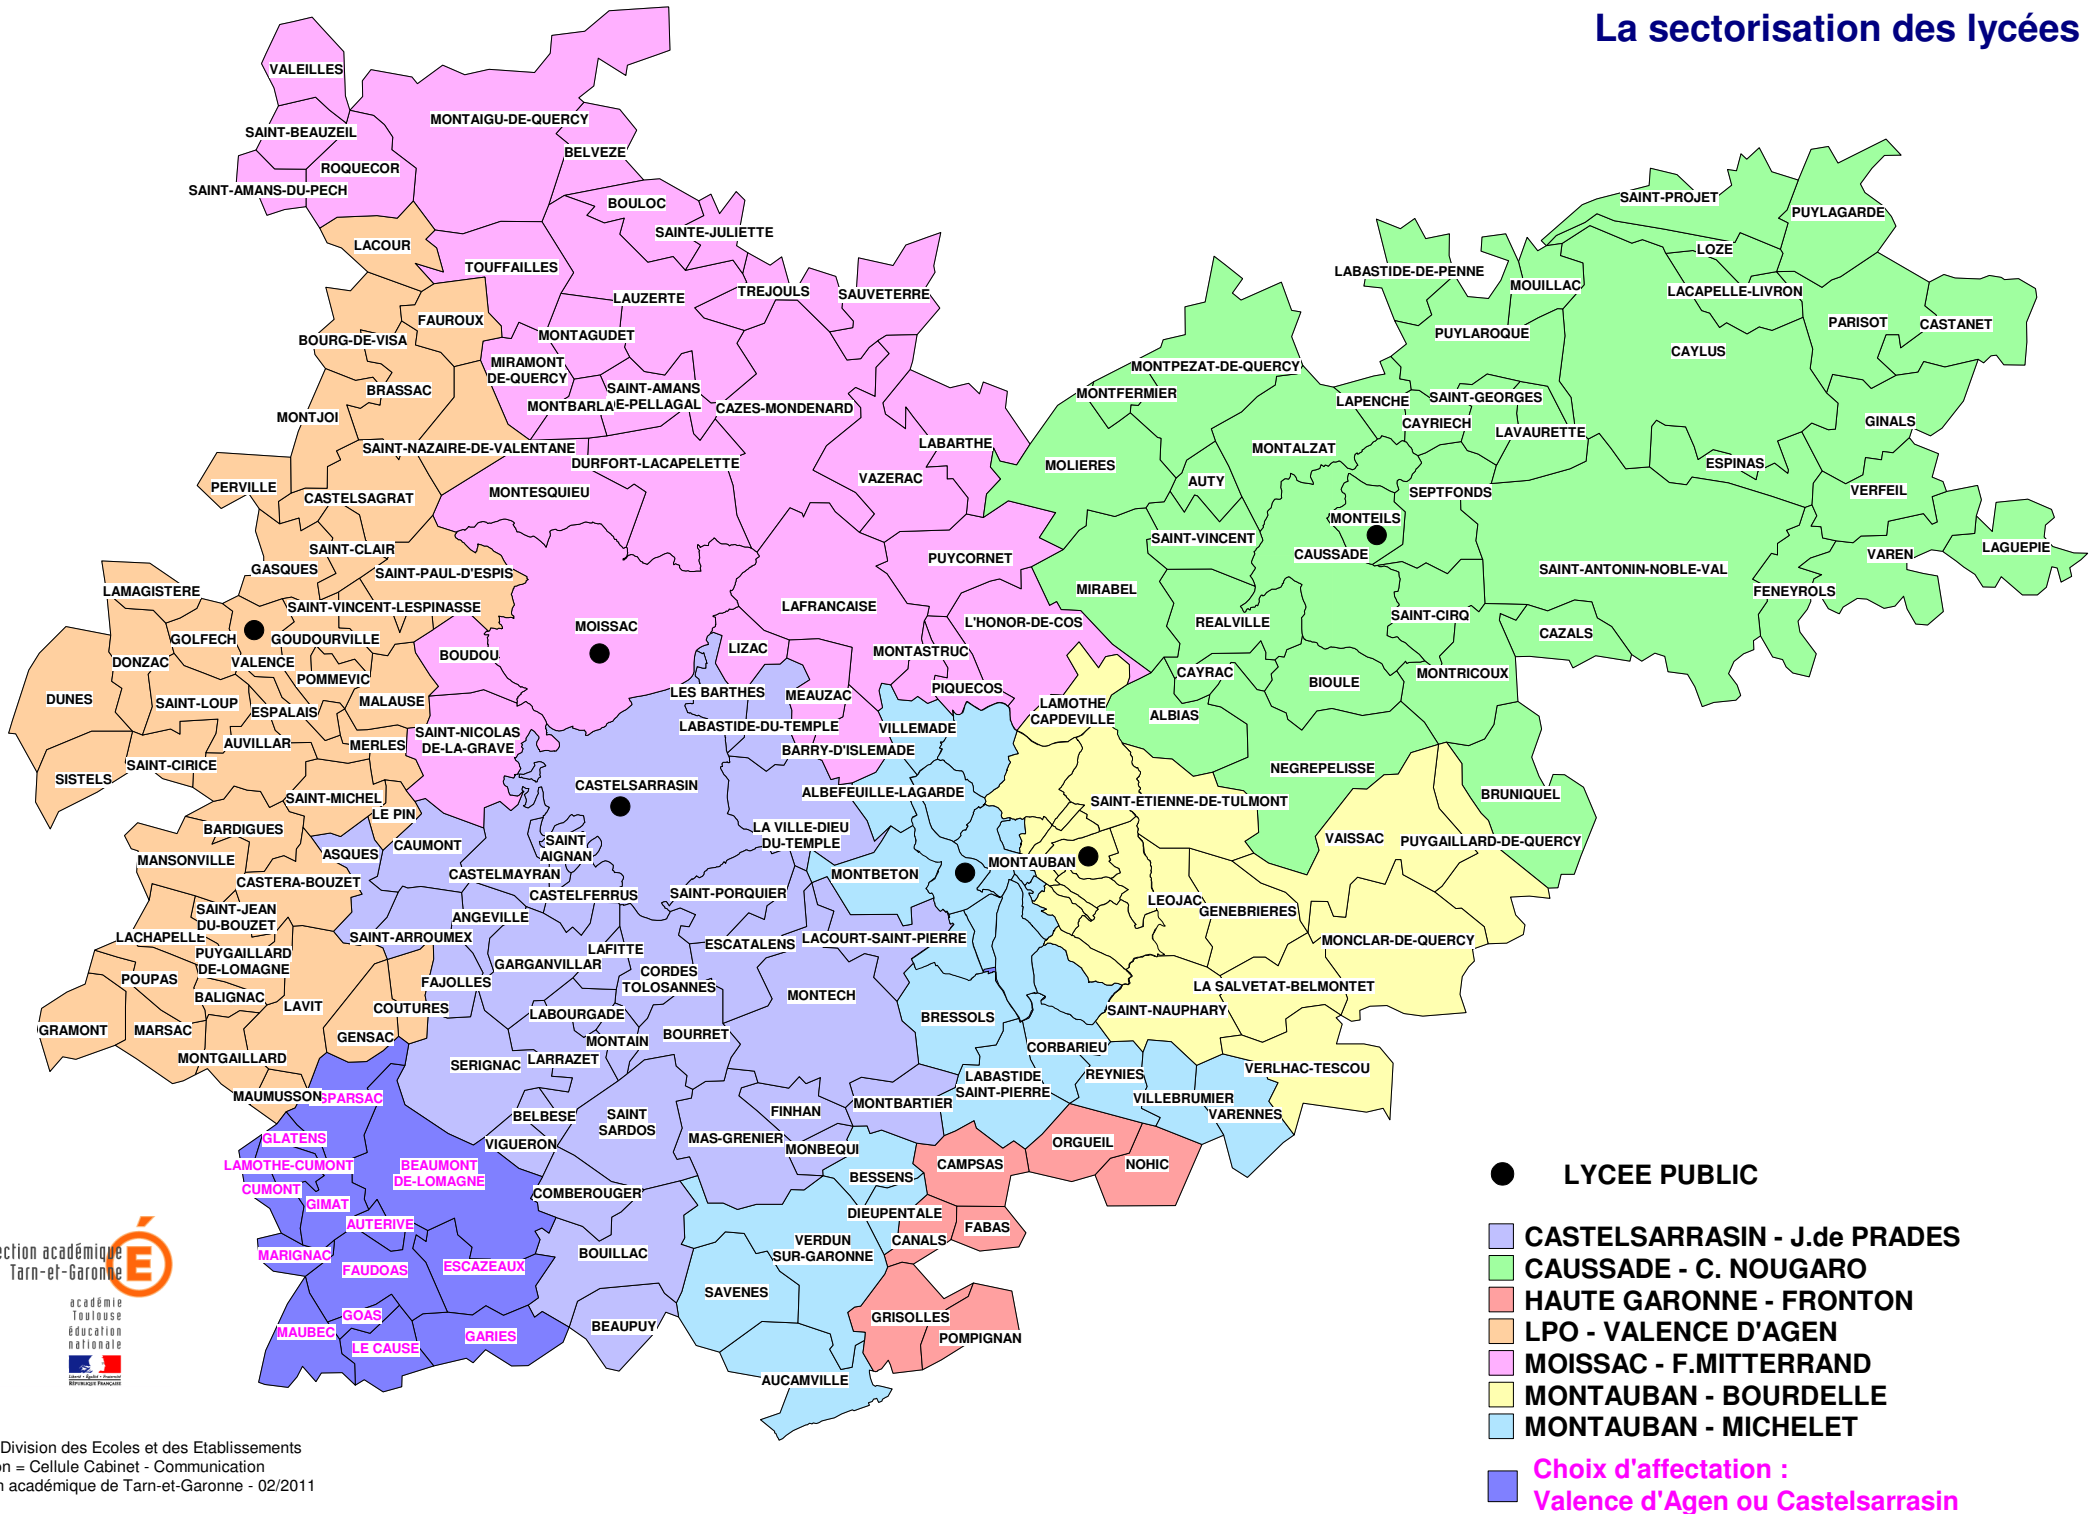 La sectorisation des lycées
VALEILLES
MONTAIGU-DE-QUERCY
SAINT-BEAUZEIL
BELVEZE
ROQUECOR
SAINT-AMANS-DU-PECH
BOULOC
SAINTE-JULIETTE
LACOUR
TOUFFAILLES
TREJOULS
SAUVETERRE
LAUZERTE
FAUROUX
MONTAGUDET
BOURG-DE-VISA
MIRAMONT
DE-QUERCY
BRASSAC
SAINT-AMANS
E-PELLAGAL
MONTBARLA
CAZES-MONDENARD
MONTJOI
SAINT-NAZAIRE-DE-VALENTANE
LABARTHE
DURFORT-LACAPELETTE
VAZERAC
PERVILLE
CASTELSAGRAT
MONTESQUIEU
SAINT-CLAIR
GASQUES
SAINT-PAUL-D'ESPIS
PUYCORNET
LAMAGISTERE
SAINT-VINCENT-LESPINASSE
LAFRANCAISE
L'HONOR-DE-COS
GOLFECH
GOUDOURVILLE
MOISSAC
LIZAC
MONTASTRUC
DONZAC
VALENCE
BOUDOU
POMMEVIC
PIQUECOS
DUNES
SAINT-LOUP
MALAUSE
LES BARTHES
MEAUZAC
ESPALAIS
LABASTIDE-DU-TEMPLE
VILLEMADE
LAMOTHE
CAPDEVILLE
AUVILLAR
MERLES
SAINT-NICOLAS
DE-LA-GRAVE
BARRY-D'ISLEMADE
SISTELS
SAINT-CIRICE
CASTELSARRASIN
ALBEFEUILLE-LAGARDE
SAINT-MICHEL
LE PIN
BARDIGUES
LA VILLE-DIEU
DU-TEMPLE
MANSONVILLE
ASQUES
CAUMONT
SAINT
AIGNAN
MONTAUBAN
CASTERA-BOUZET
CASTELMAYRAN
MONTBETON
CASTELFERRUS
SAINT-PORQUIER
SAINT-JEAN
DU-BOUZET
ANGEVILLE
LACHAPELLE
SAINT-ARROUMEX
LAFITTE
ESCATALENS
LACOURT-SAINT-PIERRE
PUYGAILLARD
DE-LOMAGNE
GARGANVILLAR
CORDES
TOLOSANNES
POUPAS
FAJOLLES
BALIGNAC
LAVIT
COUTURES
MONTECH
GRAMONT
MARSAC
LABOURGADE
BRESSOLS
GENSAC
MONTAIN
BOURRET
MONTGAILLARD
SERIGNAC
LARRAZET
CORBARIEU
MAUMUSSON
SPARSAC
LABASTIDE
SAINT-PIERRE
REYNIES
VILLEBRUMIER
VARENNES
BELBESE
SAINT
SARDOS
FINHAN
MONTBARTIER
GLATENS
VIGUERON
MAS-GRENIER
MONBEQUI
ORGUEIL
NOHIC
LAMOTHE-CUMONT
BEAUMONT
DE-LOMAGNE
BESSENS
CAMPSAS
CUMONT
COMBEROUGER
GIMAT
AUTERIVE
DIEUPENTALE
FABAS
MARIGNAC
VERDUN
SUR-GARONNE
CANALS
FAUDOAS
ESCAZEAUX
BOUILLAC
SAVENES
GOAS
MAUBEC
LE CAUSE
GARIES
BEAUPUY
GRISOLLES
POMPIGNAN
AUCAMVILLE
SAINT-PROJET
PUYLAGARDE
LOZE
LABASTIDE-DE-PENNE
MOUILLAC
LACAPELLE-LIVRON
PUYLAROQUE
PARISOT
CASTANET
CAYLUS
MONTPEZAT-DE-QUERCY
MONTFERMIER
LAPENCHE
SAINT-GEORGES
CAYRIECH
LAVAURETTE
GINALS
MOLIERES
MONTALZAT
ESPINAS
AUTY
SEPTFONDS
VERFEIL
MONTEILS
SAINT-VINCENT
CAUSSADE
VAREN
LAGUEPIE
SAINT-ANTONIN-NOBLE-VAL
MIRABEL
FENEYROLS
REALVILLE
SAINT-CIRQ
CAZALS
CAYRAC
BIOULE
MONTRICOUX
ALBIAS
NEGREPELISSE
BRUNIQUEL
SAINT-ETIENNE-DE-TULMONT
VAISSAC
PUYGAILLARD-DE-QUERCY
LEOJAC
GENEBRIERES
MONCLAR-DE-QUERCY
LA SALVETAT-BELMONTET
SAINT-NAUPHARY
VERLHAC-TESCOU
LYCEE PUBLIC
CASTELSARRASIN - J.de PRADES
CAUSSADE - C. NOUGARO
HAUTE GARONNE - FRONTON
LPO - VALENCE D'AGEN
MOISSAC - F.MITTERRAND
MONTAUBAN - BOURDELLE
MONTAUBAN - MICHELET
Choix d'affectation :
Valence d'Agen ou Castelsarrasin
ection académique
Tarn-et-Garonne
académie
Toulouse
éducation
nationale
Liberté • Égalité • Fraternité
RÉPUBLIQUE FRANÇAISE
Division des Ecoles et des Etablissements
on = Cellule Cabinet - Communication
n académique de Tarn-et-Garonne - 02/2011